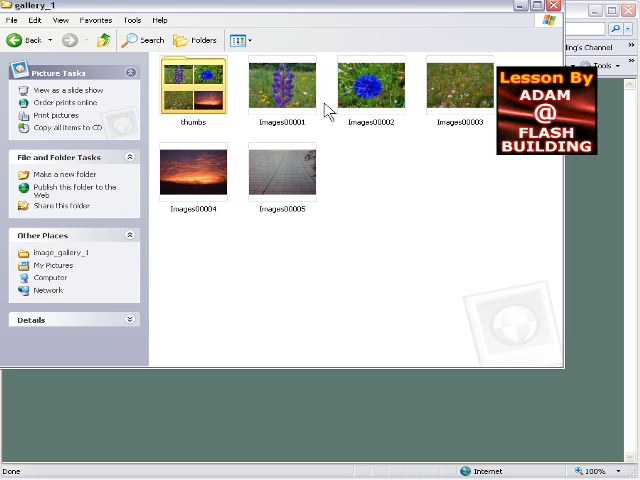 gallery_1
File Edit View Favorites Tools Help
Back Search Folders
ling's Channel
Tools
Picture Tasks
View as a slide show
Order prints online
Print pictures
Copy all items to CD
File and Folder Tasks
Make a new folder
Publish this folder to the
Web
Share this folder
Other Places
image_gallery_1
My Pictures
Computer
Network
Details
thumbs
Images00001
Images00002
Images00003
Images00004
Images00005
Lesson By
ADAM
@
FLASH
BUILDING
Done
Internet
100%